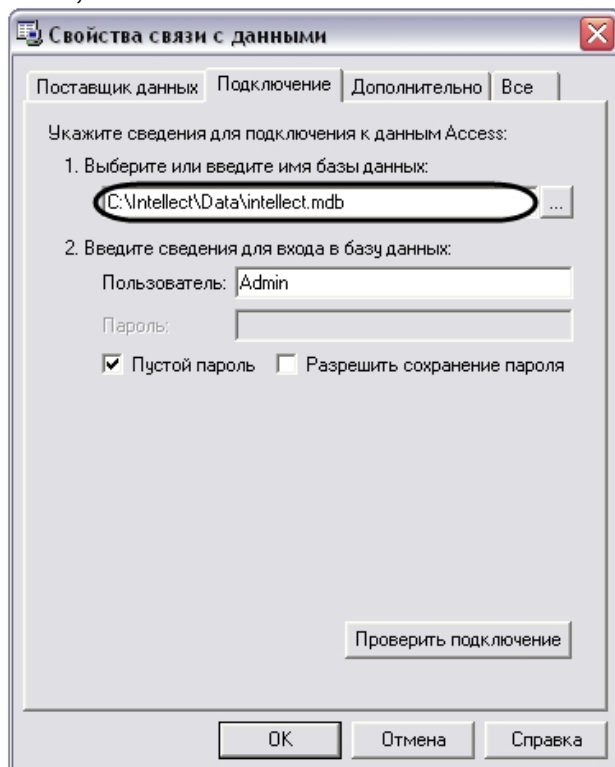 Свойства связи с данными
Поставщик данных Подключение Дополнительно Все
Укажите сведения для подключения к данным Access:
1. Выберите или введите имя базы данных:
C:\Intellect\Data\intellect.mdb ...
2. Введите сведения для входа в базу данных:
Пользователь: Admin
Пароль:
Пустой пароль Разрешить сохранение пароля
Проверить подключение
OK Отмена Справка